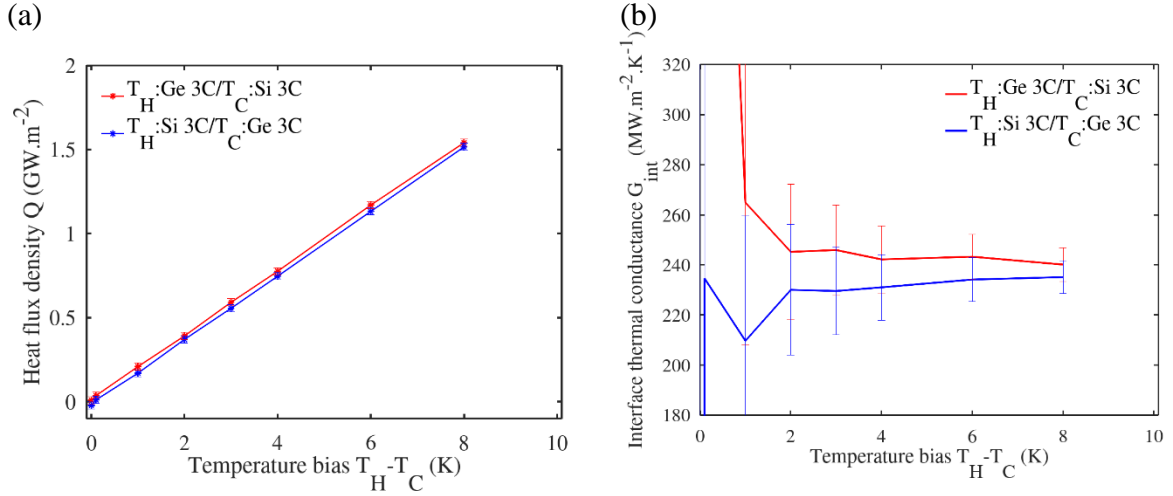 (a)
Heat flux density Q (GW.m-2)
2
1.5
1
0.5
0
T_H:Ge 3C/T_C:Si 3C
T_H:Si 3C/T_C:Ge 3C
0 2 4 6 8 10
Temperature bias T_H-T_C (K)
(b)
Interface thermal conductance G_int (MW.m-2.K-1)
320
300
280
260
240
220
200
180
T_H:Ge 3C/T_C:Si 3C
T_H:Si 3C/T_C:Ge 3C
0 2 4 6 8 10
Temperature bias T_H-T_C (K)